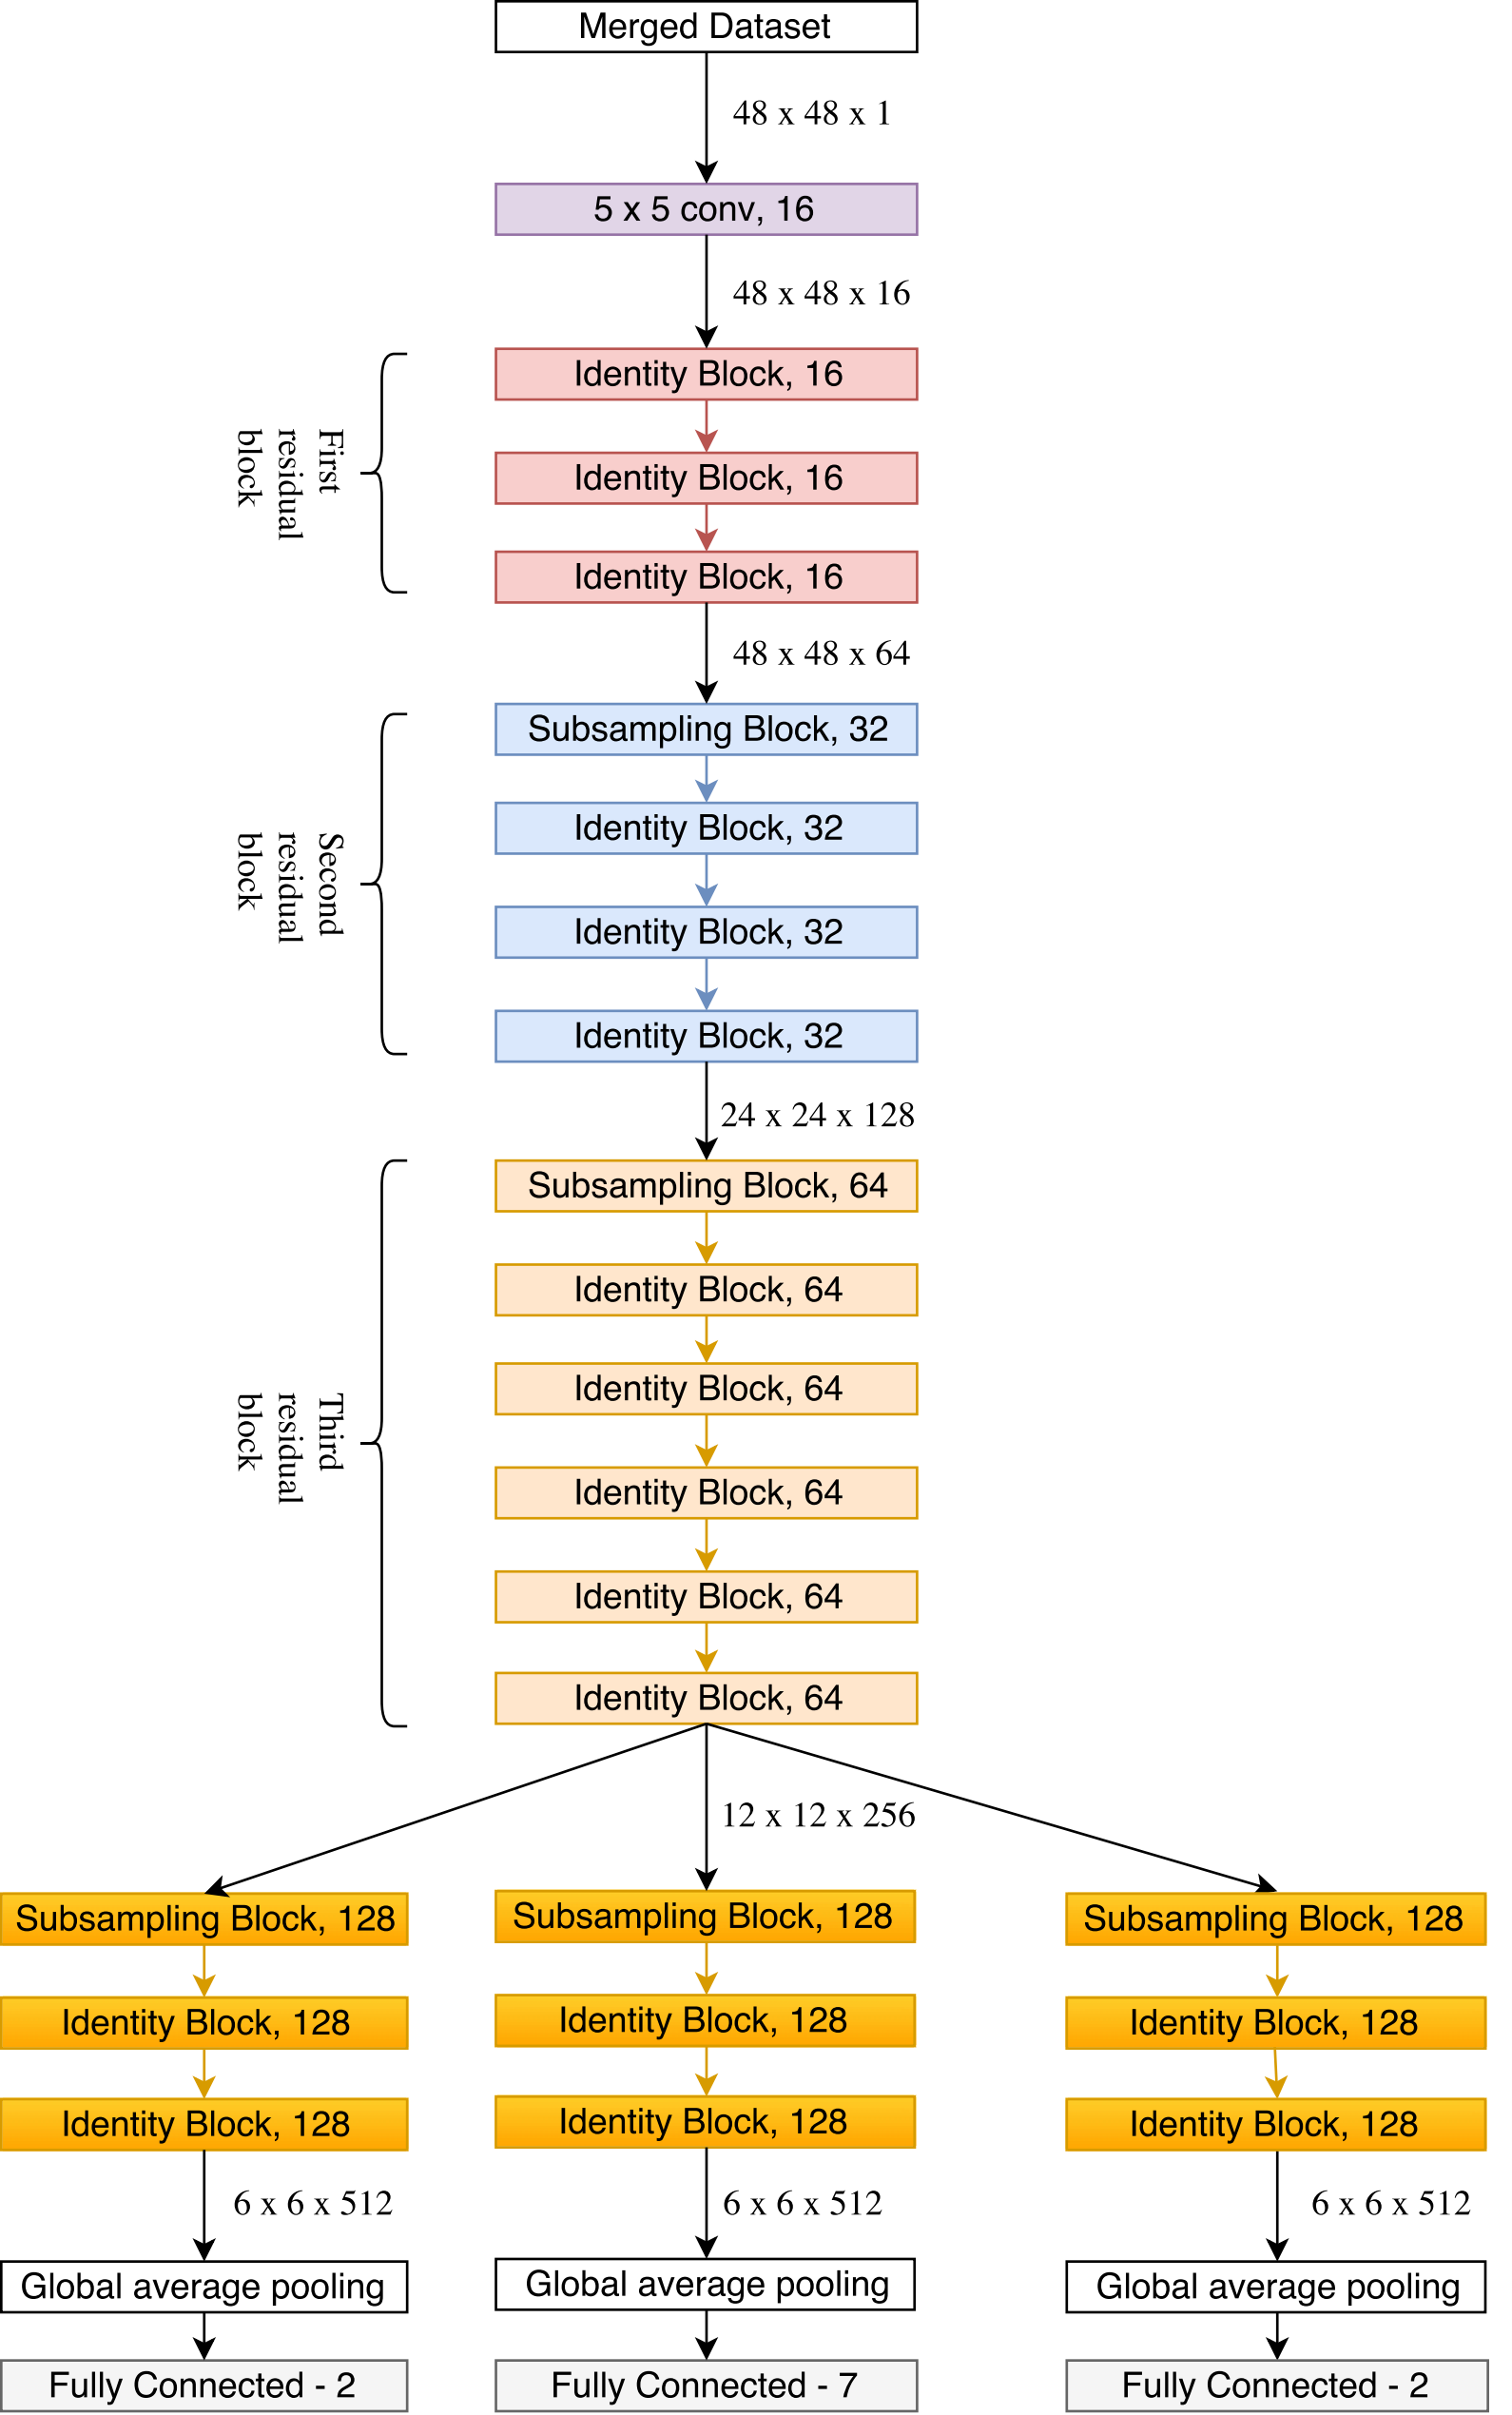 Merged Dataset
48 x 48 x 1
5 x 5 conv, 16
48 x 48 x 16
First
residual
block
Identity Block, 16
Identity Block, 16
Identity Block, 16
48 x 48 x 64
Second
residual
block
Subsampling Block, 32
Identity Block, 32
Identity Block, 32
Identity Block, 32
24 x 24 x 128
Third
residual
block
Subsampling Block, 64
Identity Block, 64
Identity Block, 64
Identity Block, 64
Identity Block, 64
Identity Block, 64
12 x 12 x 256
Subsampling Block, 128
Identity Block, 128
Identity Block, 128
6 x 6 x 512
Global average pooling
Fully Connected - 2
Subsampling Block, 128
Identity Block, 128
Identity Block, 128
6 x 6 x 512
Global average pooling
Fully Connected - 7
Subsampling Block, 128
Identity Block, 128
Identity Block, 128
6 x 6 x 512
Global average pooling
Fully Connected - 2